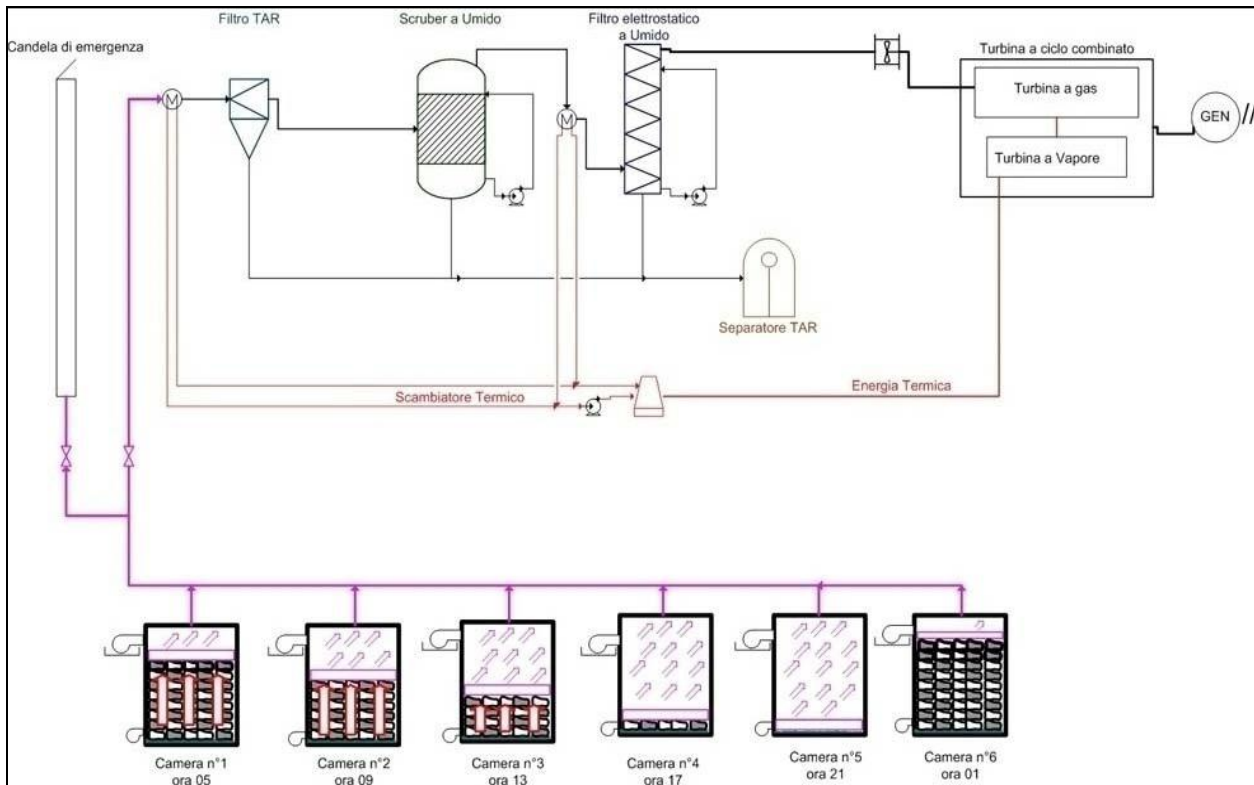 Filtro TAR
Scruber a Umido
Filtro elettrostatico
a Umido
Candela di emergenza
Turbina a ciclo combinato
M
Turbina a gas
GEN
//
M
Turbina a Vapore
Separatore TAR
Energia Termica
Scambiatore Termico
Camera n°1
ora 05
Camera n°2
ora 09
Camera n°3
ora 13
Camera n°4
ora 17
Camera n°5
ora 21
Camera n°6
ora 01